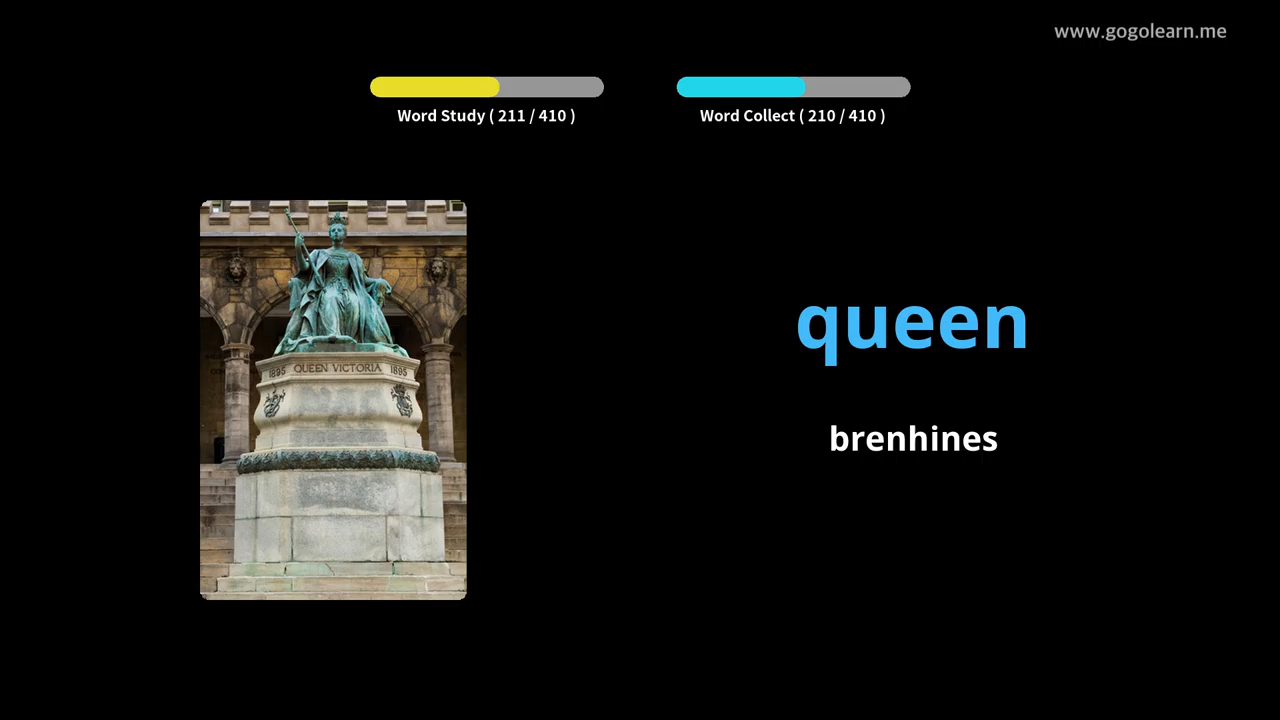 www.gogolearn.me
Word Study ( 211 / 410 )
Word Collect ( 210 / 410 )
1895 QUEEN VICTORIA 1895
queen
brenhines